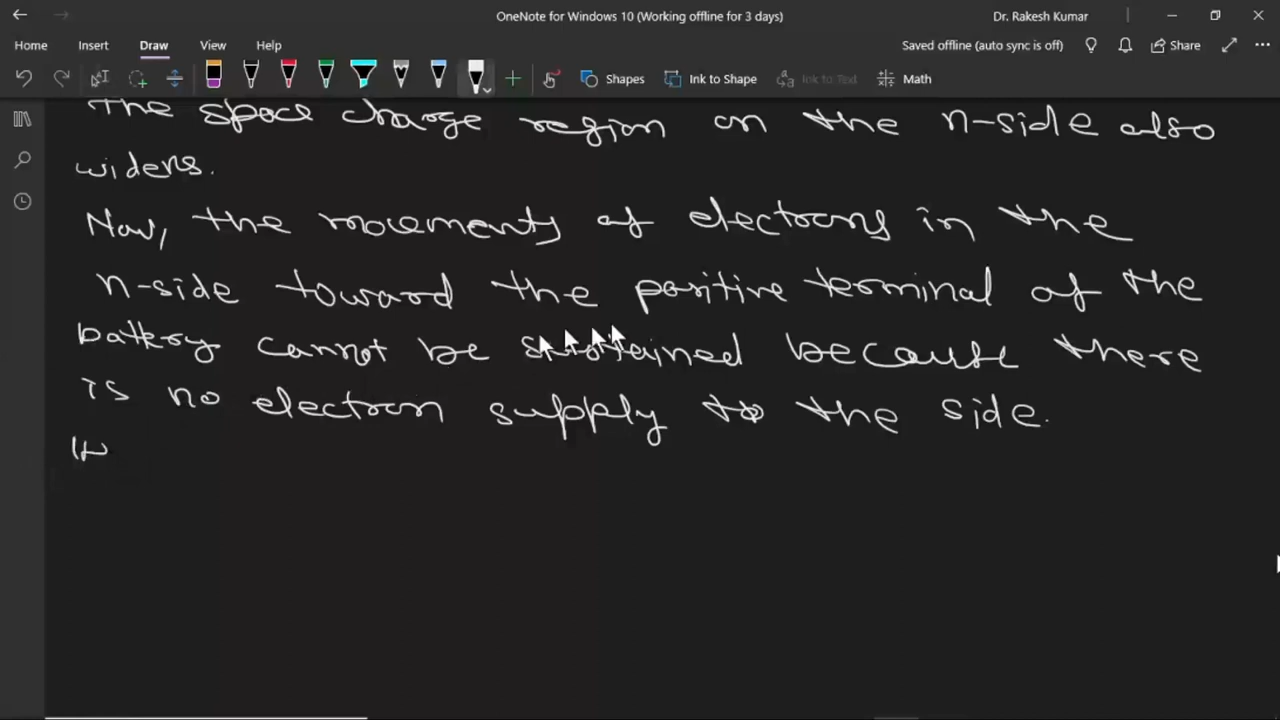 OneNote for Windows 10 (Working offline for 3 days)
Dr. Rakesh Kumar
Home Insert Draw View Help
Saved offline (auto sync is off)
Share
Shapes
Ink to Shape
Ink to Text
Math
The space charge region on the n-side also
widens.
Now, the movements of electrons in the
n-side toward the positive terminal of the
battery cannot be sustained because there
is no electron supply to the side.